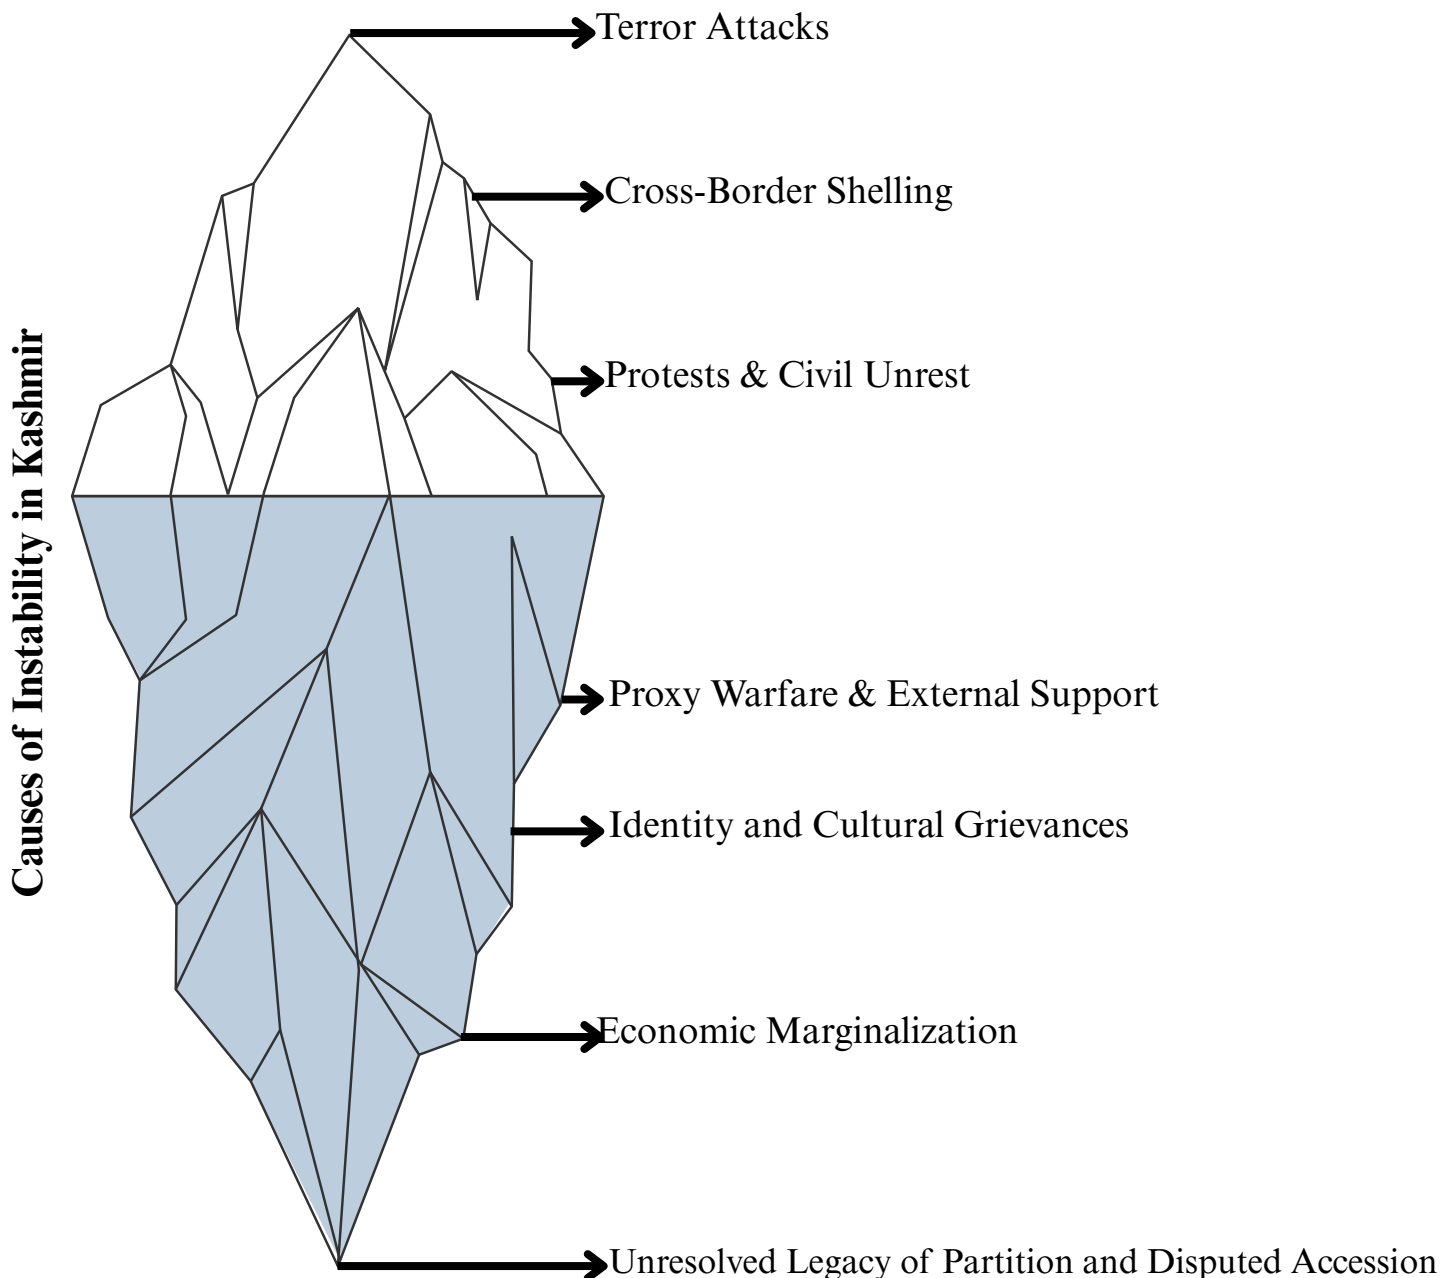 Causes of Instability in Kashmir
Terror Attacks
Cross-Border Shelling
Protests & Civil Unrest
Proxy Warfare & External Support
Identity and Cultural Grievances
Economic Marginalization
Unresolved Legacy of Partition and Disputed Accession